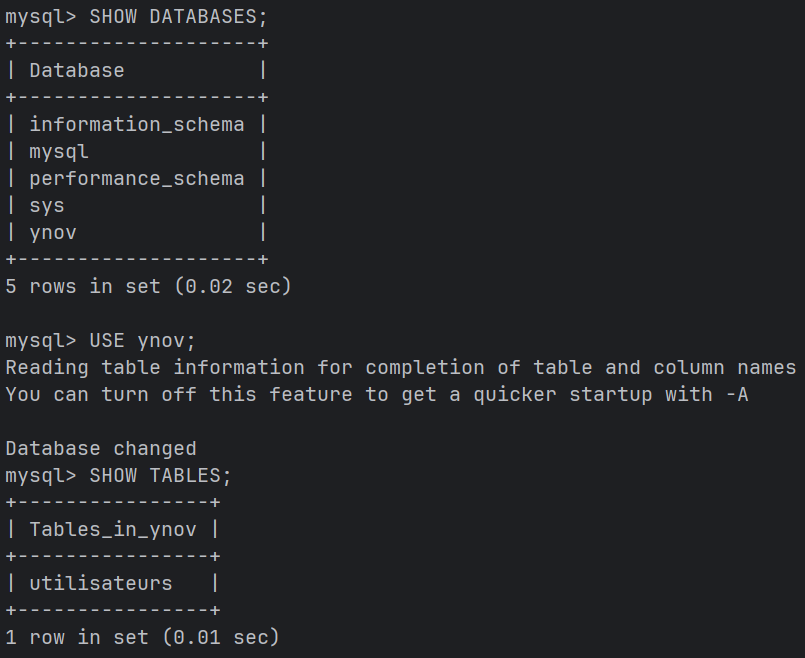 mysql> SHOW DATABASES;
+--------------------+
| Database           |
+--------------------+
| information_schema |
| mysql              |
| performance_schema |
| sys                |
| ynov               |
+--------------------+
5 rows in set (0.02 sec)

mysql> USE ynov;
Reading table information for completion of table and column names
You can turn off this feature to get a quicker startup with -A

Database changed
mysql> SHOW TABLES;
+----------------+
| Tables_in_ynov |
+----------------+
| utilisateurs   |
+----------------+
1 row in set (0.01 sec)